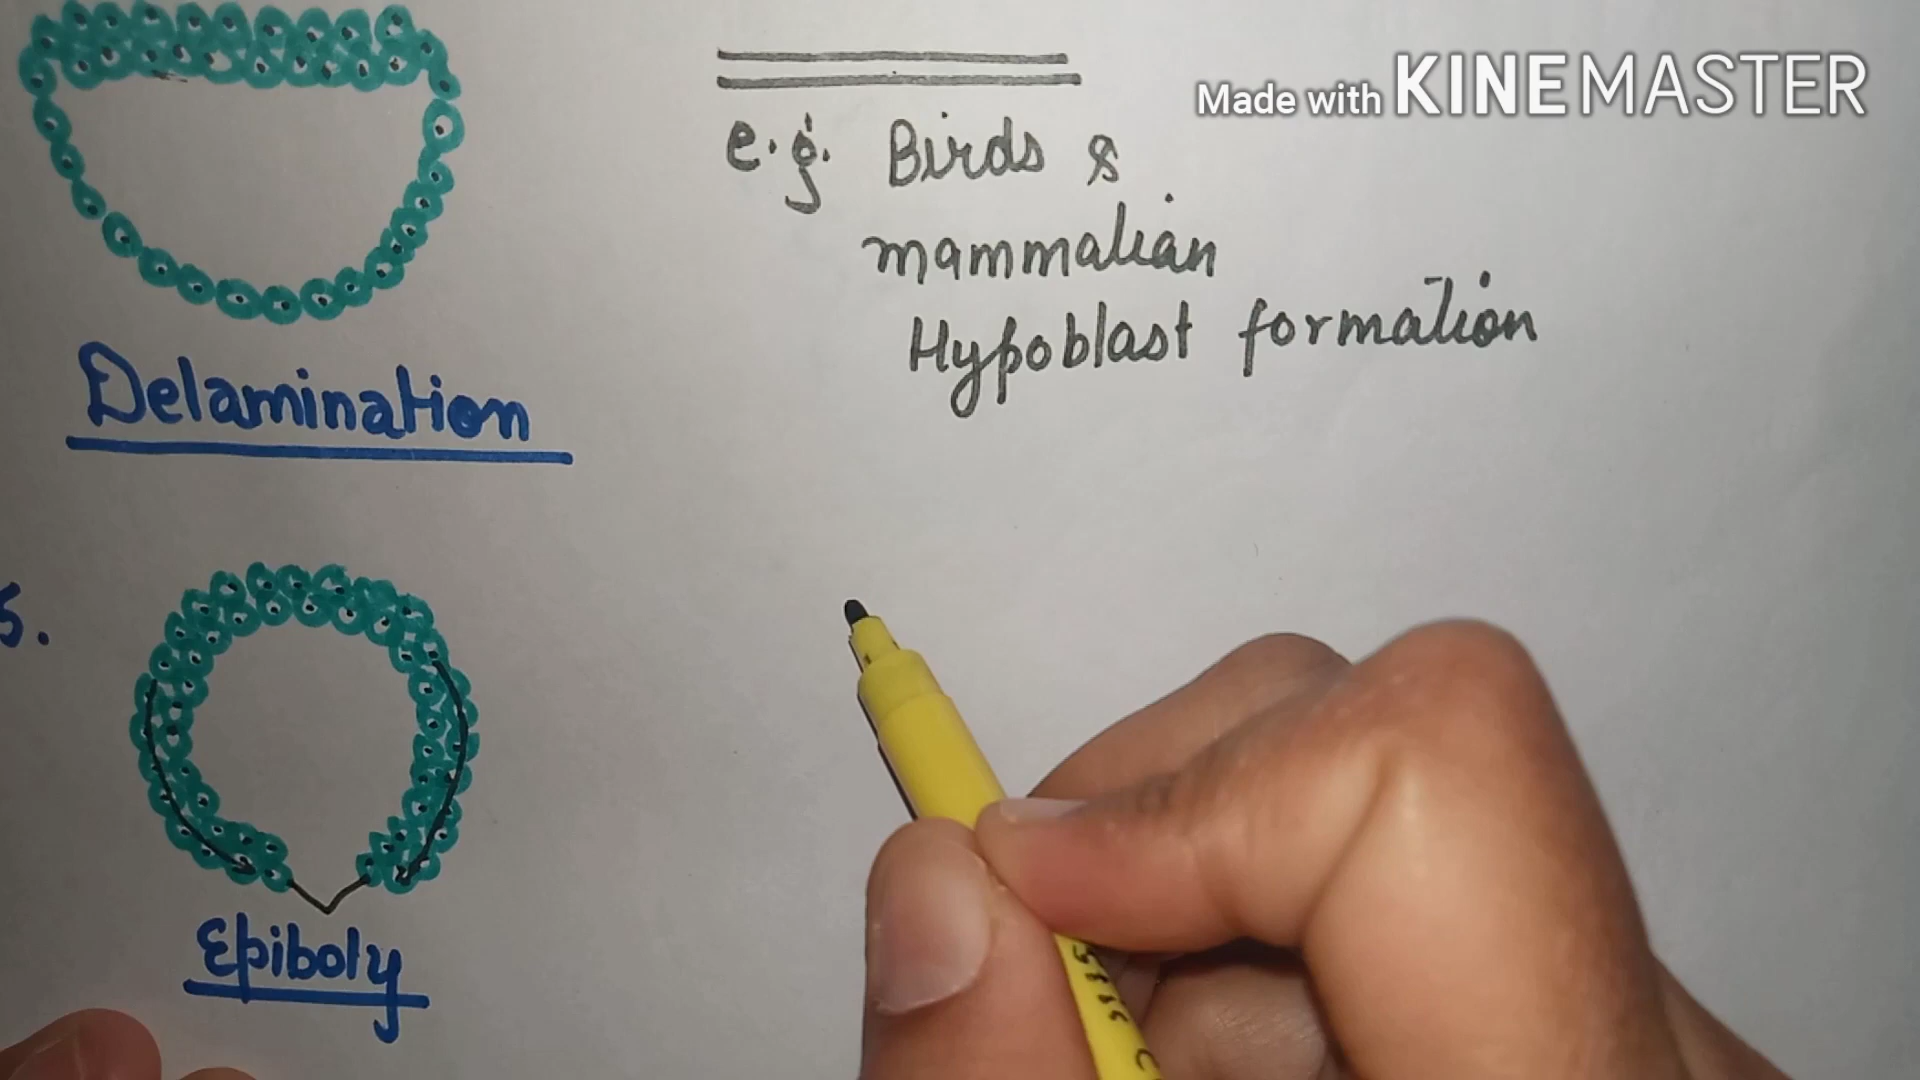 Made with KINEMASTER
e.g. Birds &
mammalian
Hypoblast formation
Delamination
5.
Epiboly